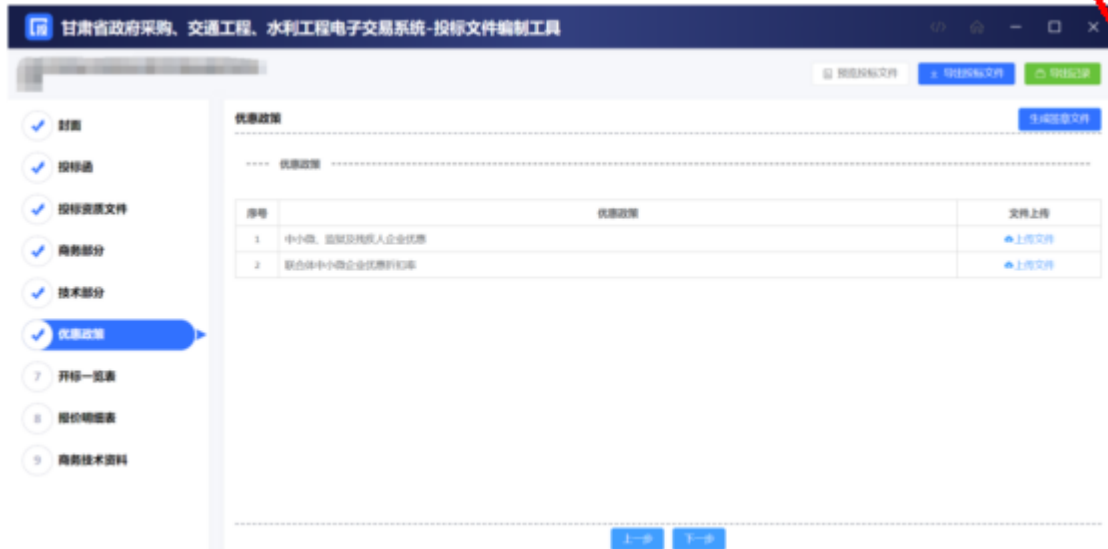 甘肃省政府采购、交通工程、水利工程电子交易系统-投标文件编制工具
预览投标文件 导出投标文件 导出记录
封面
投标函
投标资质文件
商务部分
技术部分
优惠政策
7 开标一览表
8 报价明细表
9 商务技术资料
优惠政策 生成签章文件
优惠政策
序号 优惠政策 文件上传
1 中小微、监狱及残疾人企业优惠 上传文件
2 联合体中小微企业优惠折扣率 上传文件
上一步 下一步